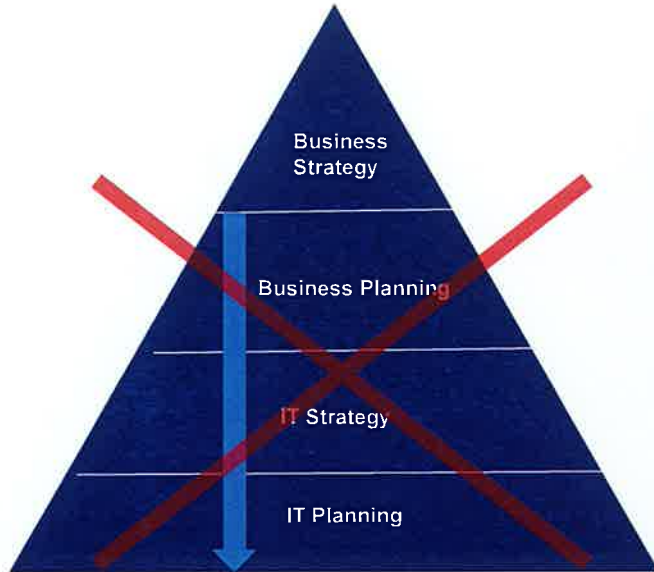 Business
Strategy
Business Planning
IT Strategy
IT Planning